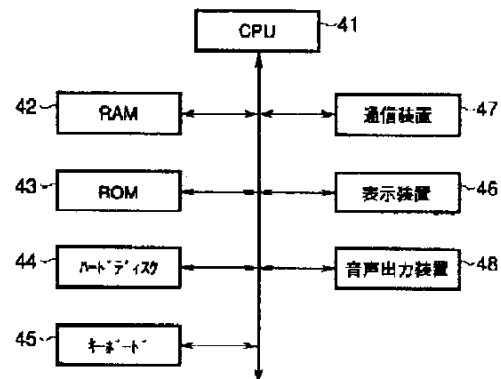 CPU 41
42 RAM
通信装置 47
43 ROM
表示装置 46
44 ハードディスク
音声出力装置 48
45 キーボード